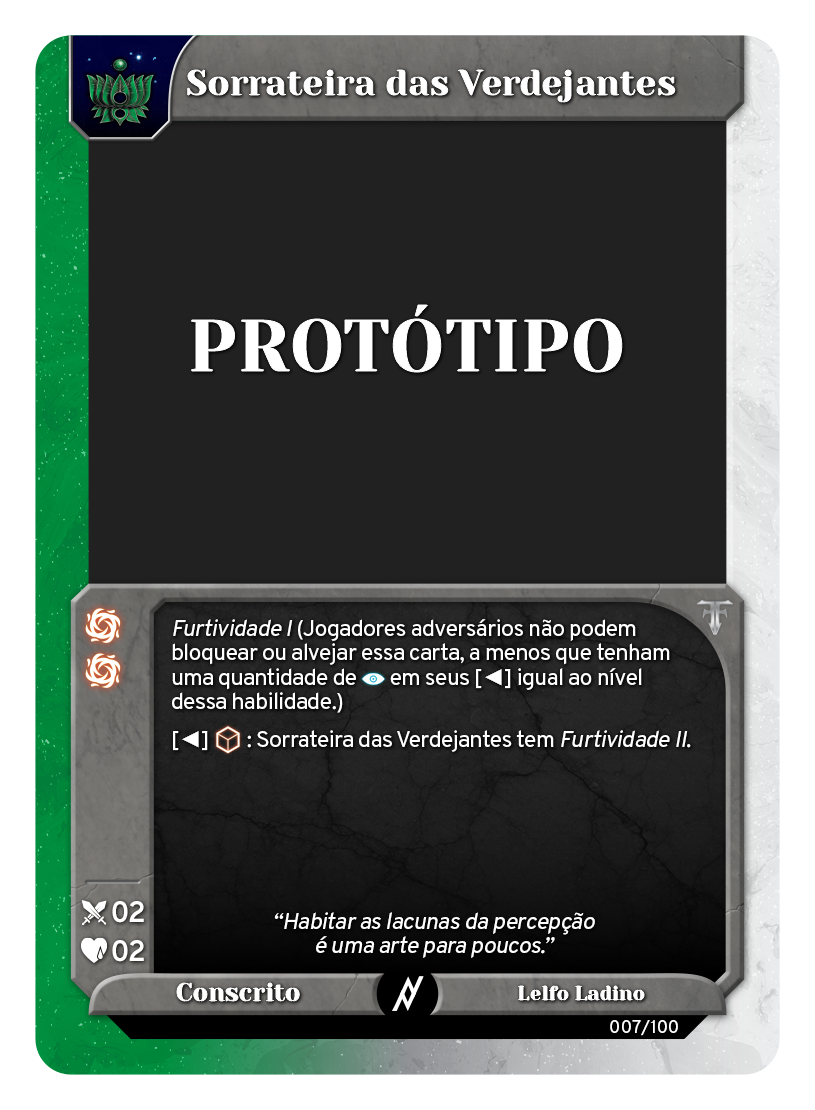 Sorrateira das Verdejantes
PROTÓTIPO
Furtividade I (Jogadores adversários não podem
bloquear ou alvejar essa carta, a menos que tenham
uma quantidade de em seus [◄] igual ao nível
dessa habilidade.)
[◄] : Sorrateira das Verdejantes tem Furtividade II.
02
02
“Habitar as lacunas da percepção
é uma arte para poucos.”
Conscrito
Lelfo Ladino
007/100